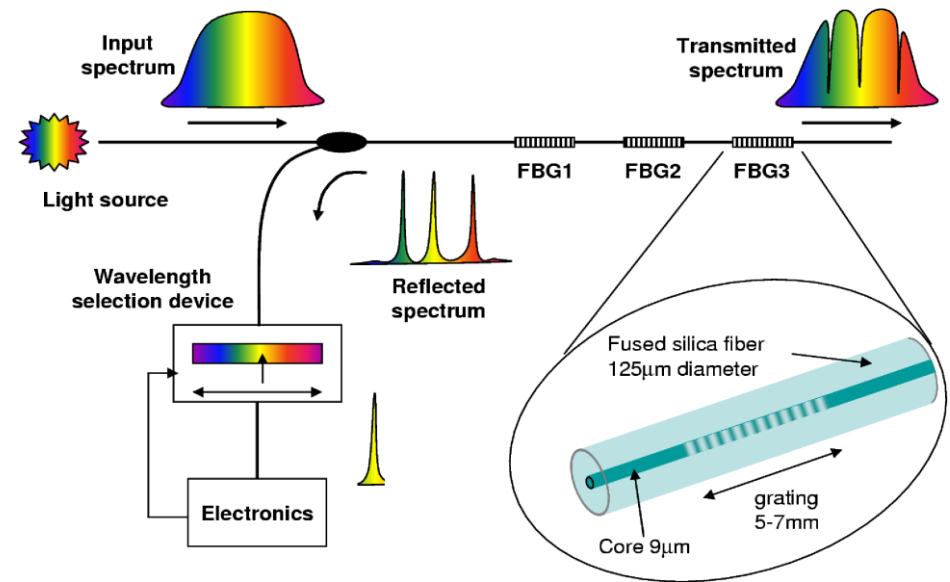 Input
spectrum
Transmitted
spectrum
FBG1
FBG2
FBG3
Light source
Reflected
spectrum
Wavelength
selection device
Electronics
Fused silica fiber
125μm diameter
grating
5-7mm
Core 9μm